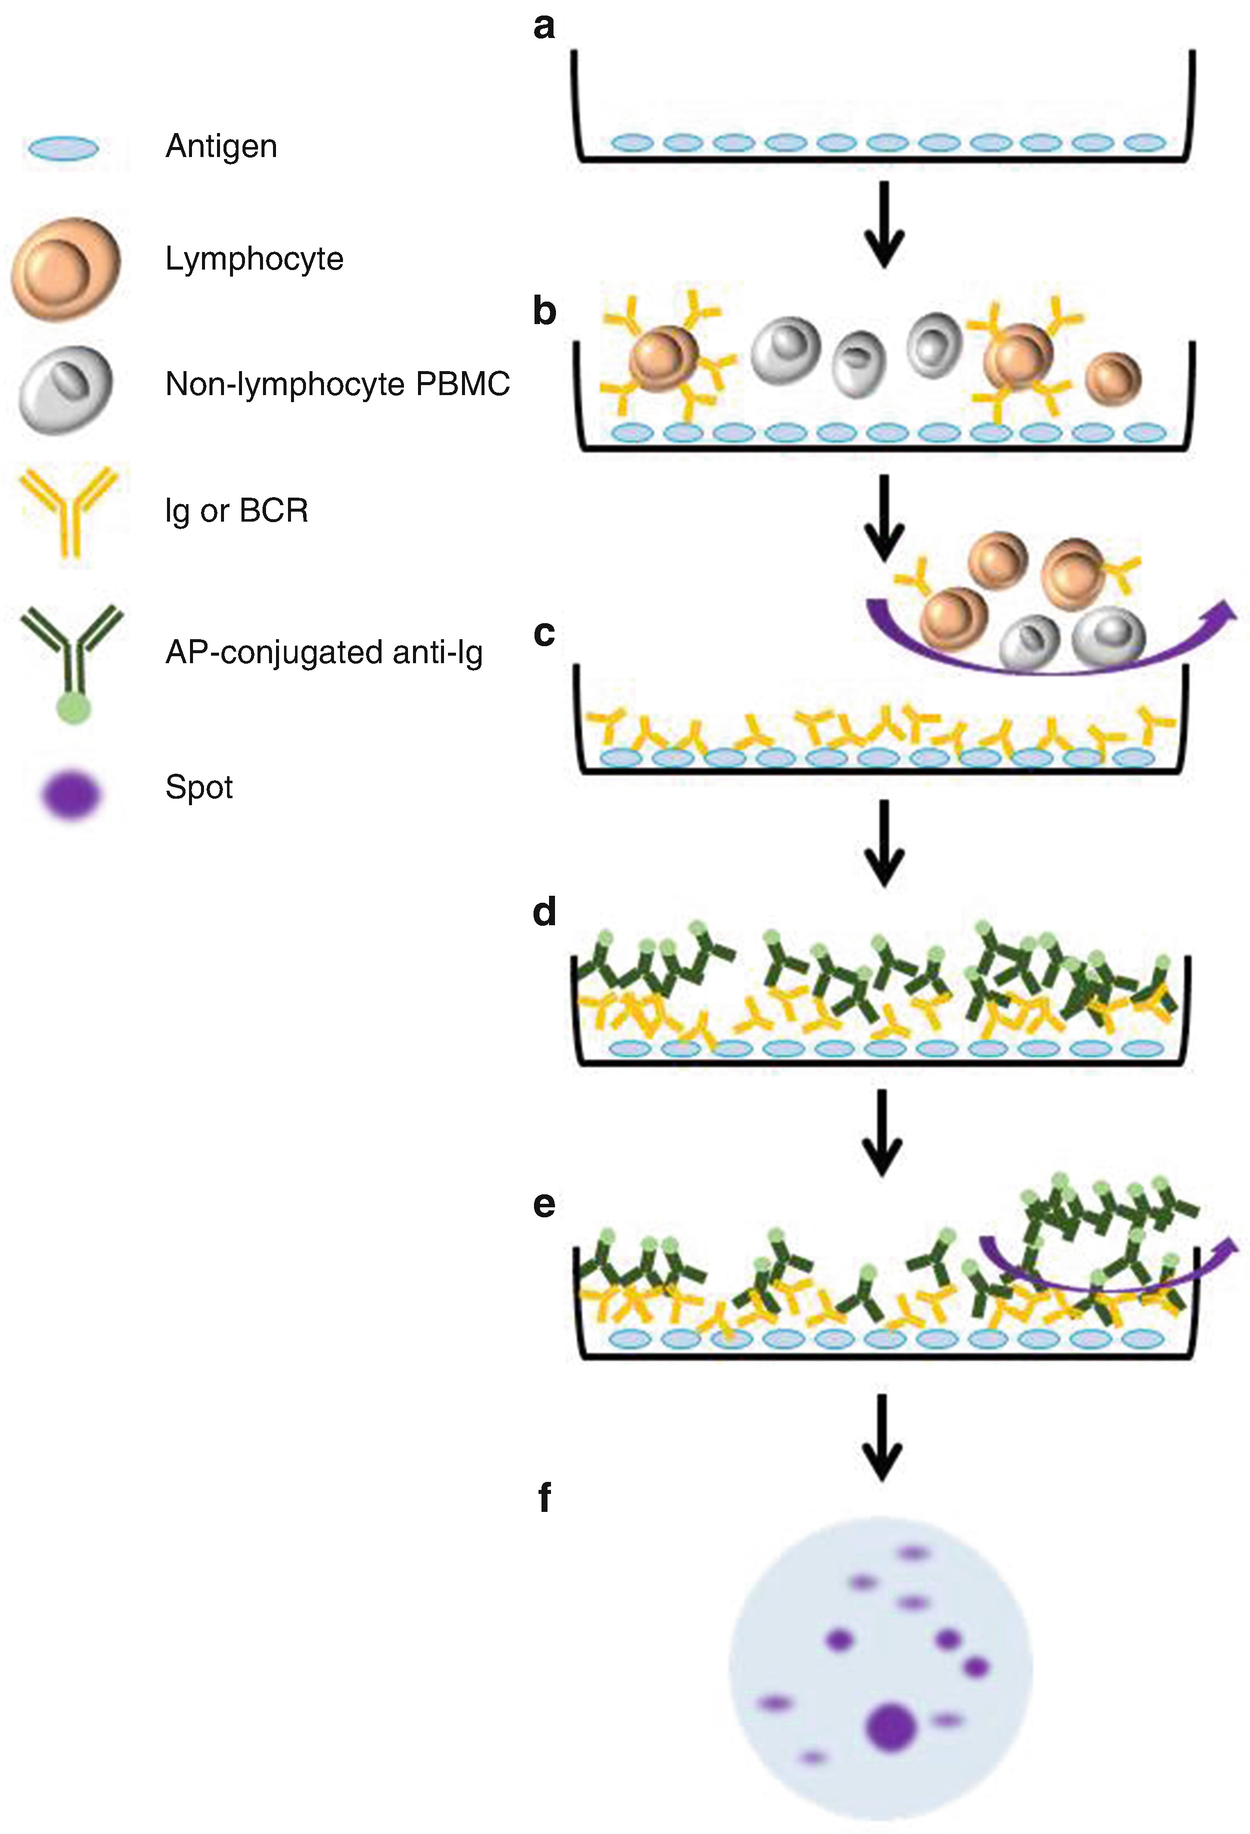 a
Antigen
Lymphocyte
b
Non-lymphocyte PBMC
Ig or BCR
c
AP-conjugated anti-Ig
Spot
d
e
f